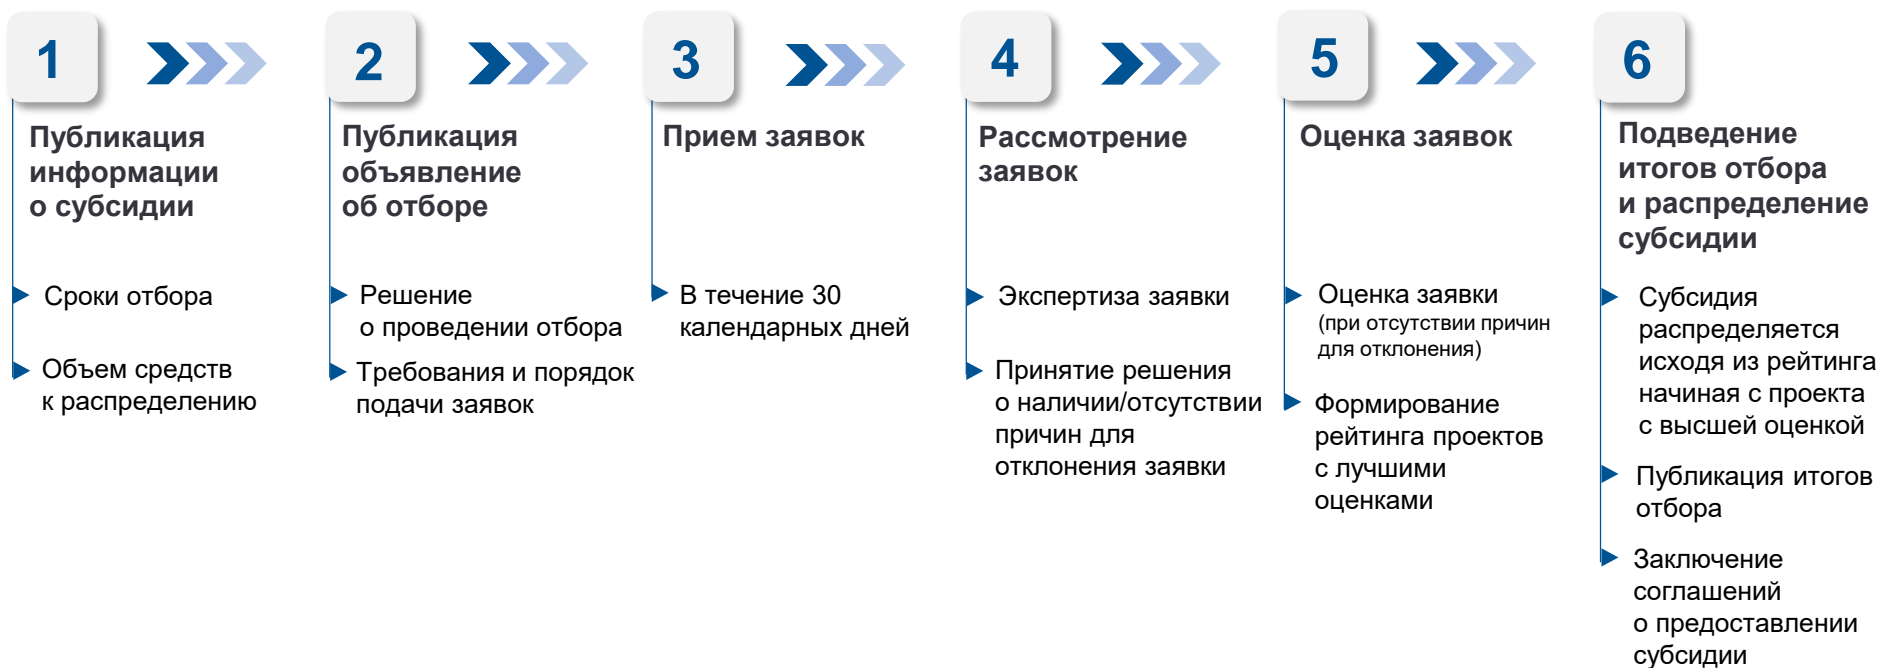 1
Публикация
информации
о субсидии
Сроки отбора
Объем средств
к распределению
2
Публикация
объявление
об отборе
Решение
о проведении отбора
Требования и порядок
подачи заявок
3
Прием заявок
В течение 30
календарных дней
4
Рассмотрение
заявок
Экспертиза заявки
Принятие решения
о наличии/отсутствии
причин для
отклонения заявки
5
Оценка заявок
Оценка заявки
(при отсутствии причин
для отклонения)
Формирование
рейтинга проектов
с лучшими
оценками
6
Подведение
итогов отбора
и распределение
субсидии
Субсидия
распределяется
исходя из рейтинга
начиная с проекта
с высшей оценкой
Публикация итогов
отбора
Заключение
соглашений
о предоставлении
субсидии